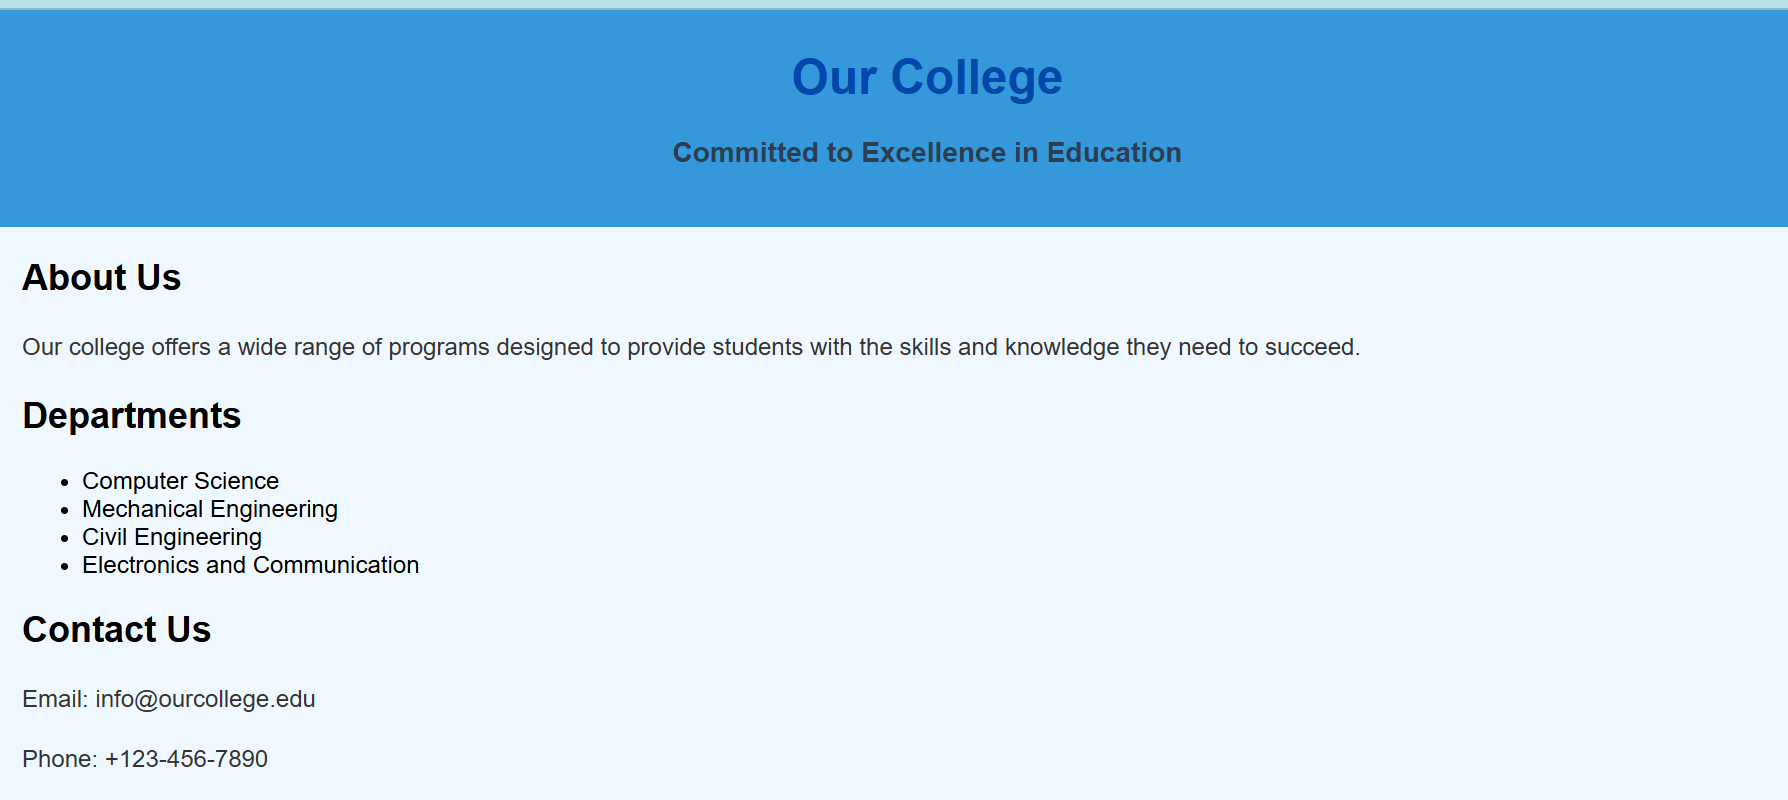 Our College
Committed to Excellence in Education
About Us
Our college offers a wide range of programs designed to provide students with the skills and knowledge they need to succeed.
Departments
• Computer Science
• Mechanical Engineering
• Civil Engineering
• Electronics and Communication
Contact Us
Email: info@ourcollege.edu
Phone: +123-456-7890